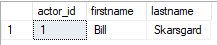 actor_id firstname lastname
1 1 Bill Skarsgard